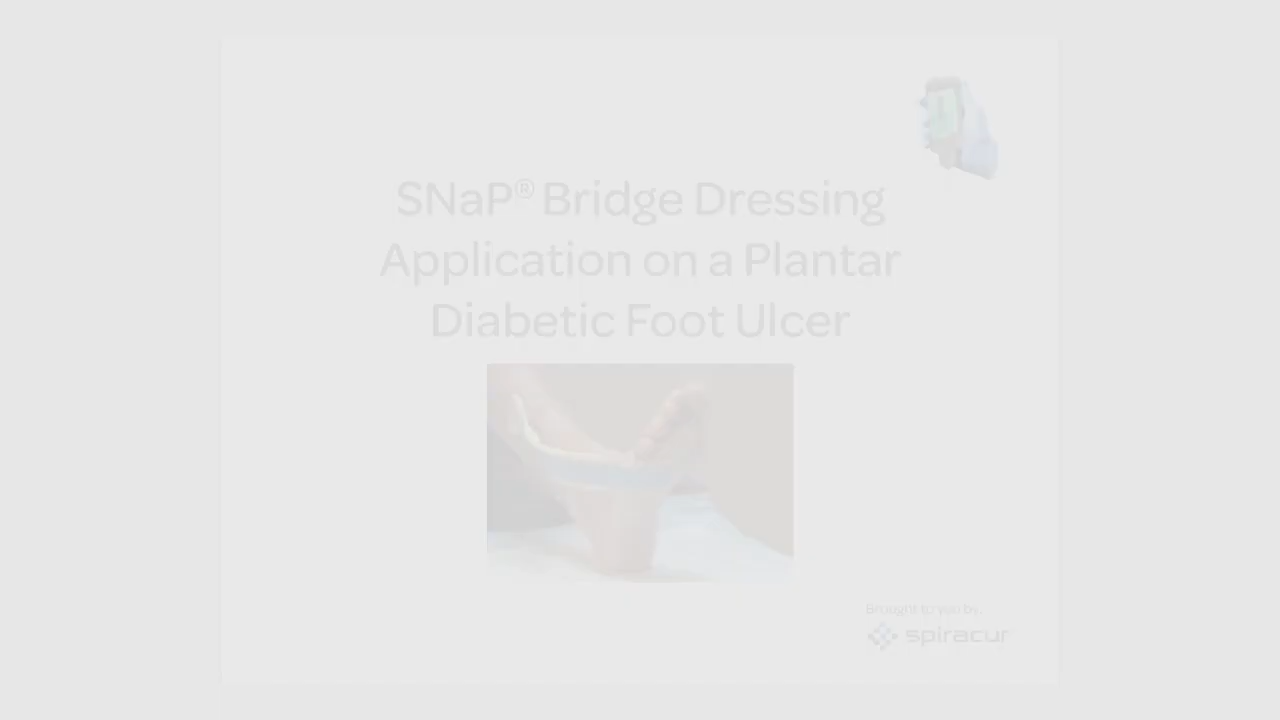 SNaP® Bridge Dressing
Application on a Plantar
Diabetic Foot Ulcer
Brought to you by...
spiracur